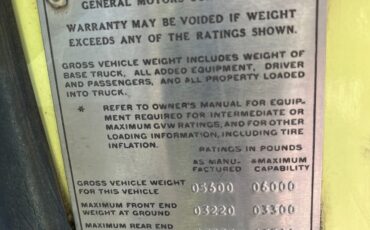 GENERAL MOTORS
WARRANTY MAY BE VOIDED IF WEIGHT
EXCEEDS ANY OF THE RATINGS SHOWN.
GROSS VEHICLE WEIGHT INCLUDES WEIGHT OF
BASE TRUCK, ALL ADDED EQUIPMENT, DRIVER
AND PASSENGERS, AND ALL PROPERTY LOADED
INTO TRUCK.
* REFER TO OWNER'S MANUAL FOR EQUIP-
MENT REQUIRED FOR INTERMEDIATE OR
MAXIMUM GVW RATINGS, AND FOR OTHER
LOADING INFORMATION, INCLUDING TIRE
INFLATION.
RATINGS IN POUNDS
AS MANU- *MAXIMUM
FACTURED CAPABILITY
GROSS VEHICLE WEIGHT
FOR THIS VEHICLE 05600 06000
MAXIMUM FRONT END
WEIGHT AT GROUND 03220 03300
MAXIMUM REAR END